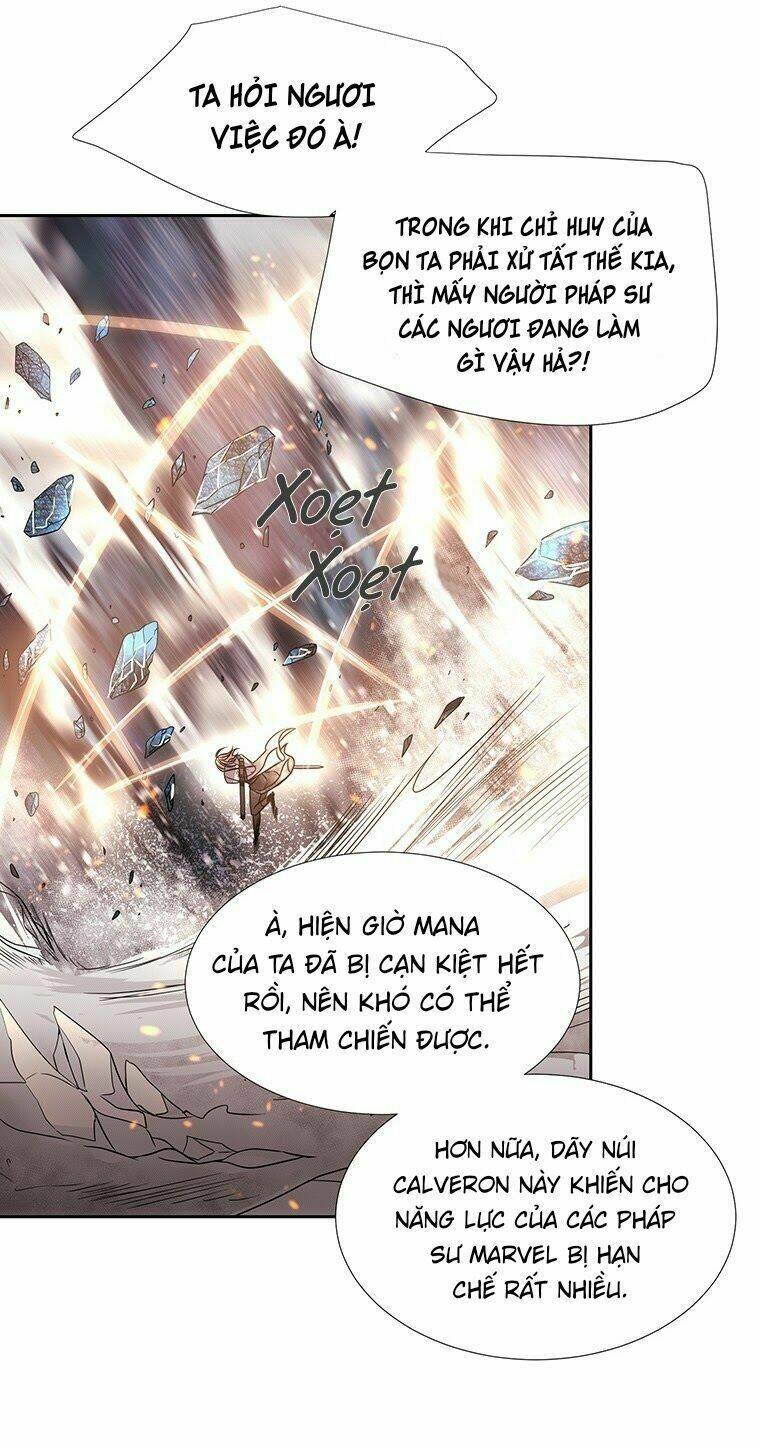 TA HỎI NGƯƠI
VIỆC ĐÓ À!
TRONG KHI CHỈ HUY CỦA
BỌN TA PHẢI XỬ TẤT THẾ KIA,
THÌ MẤY NGƯỜI PHÁP SƯ
CÁC NGƯƠI ĐANG LÀM
GÌ VẬY HẢ?!
Xoẹt
Xoẹt
À, HIỆN GIỜ MANA
CỦA TA ĐÃ BỊ CẠN KIỆT HẾT
RỒI, NÊN KHÓ CÓ THỂ
THAM CHIẾN ĐƯỢC.
HƠN NỮA, DÃY NÚI
CALVERON NÀY KHIẾN CHO
NĂNG LỰC CỦA CÁC PHÁP
SƯ MARVEL BỊ HẠN
CHẾ RẤT NHIỀU.